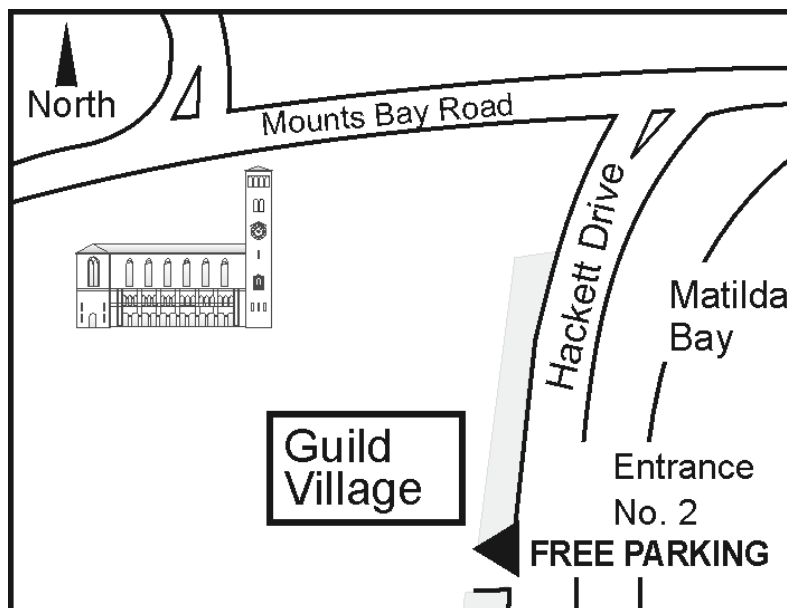 North
Mounts Bay Road
Hackett Drive
Matilda
Bay
Guild
Village
Entrance
No. 2
FREE PARKING